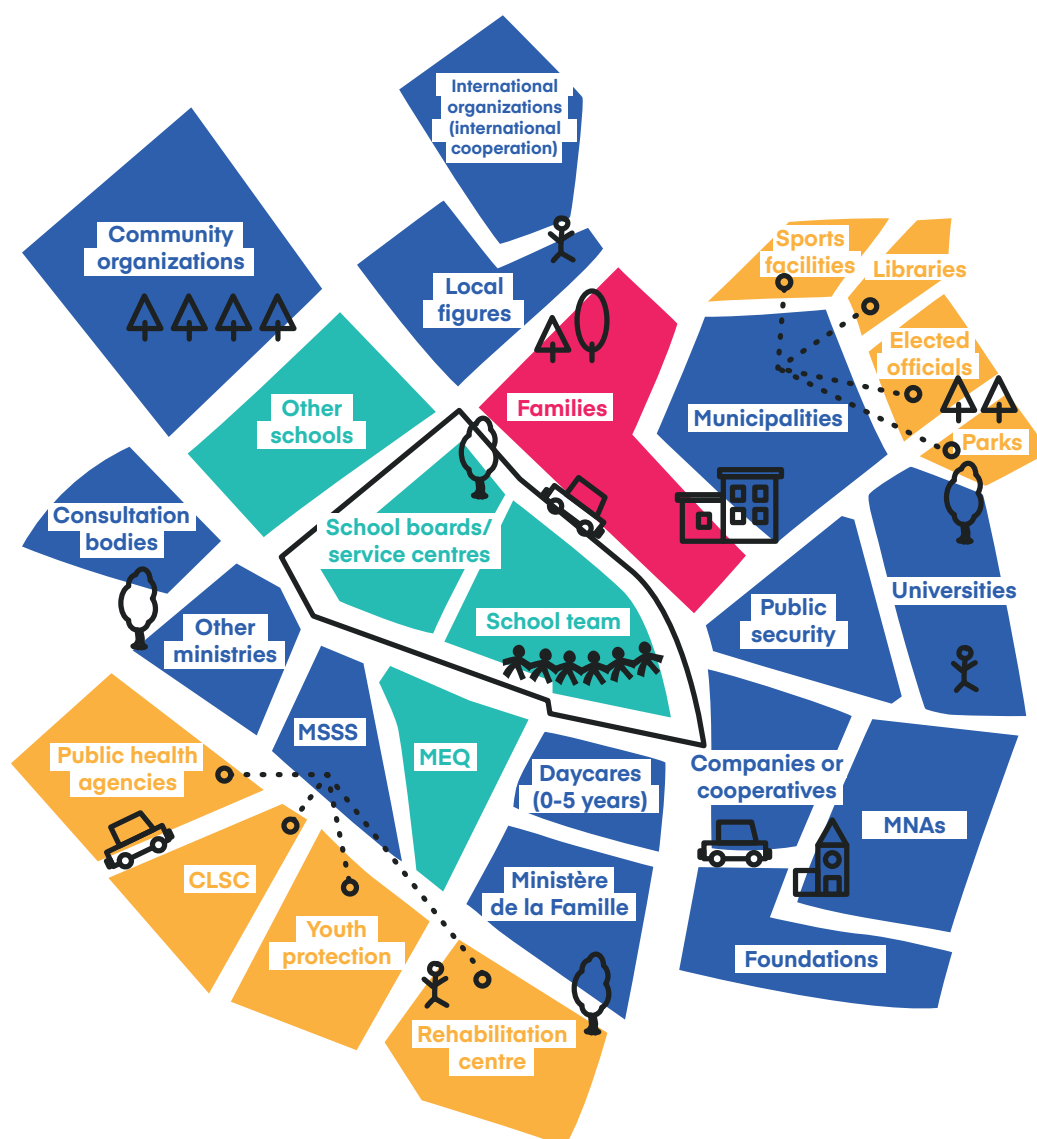 International
organizations
(international
cooperation)
Community
organizations
Local
figures
Sports
facilities
Libraries
Elected
officials
Parks
Other
schools
Families
Municipalities
Consultation
bodies
School boards/
service centres
Universities
Public
security
School team
Other
ministries
MSSS
MEQ
Public health
agencies
Daycares
(0-5 years)
Companies or
cooperatives
MNAs
CLSC
Ministère
de la Famille
Youth
protection
Foundations
Rehabilitation
centre